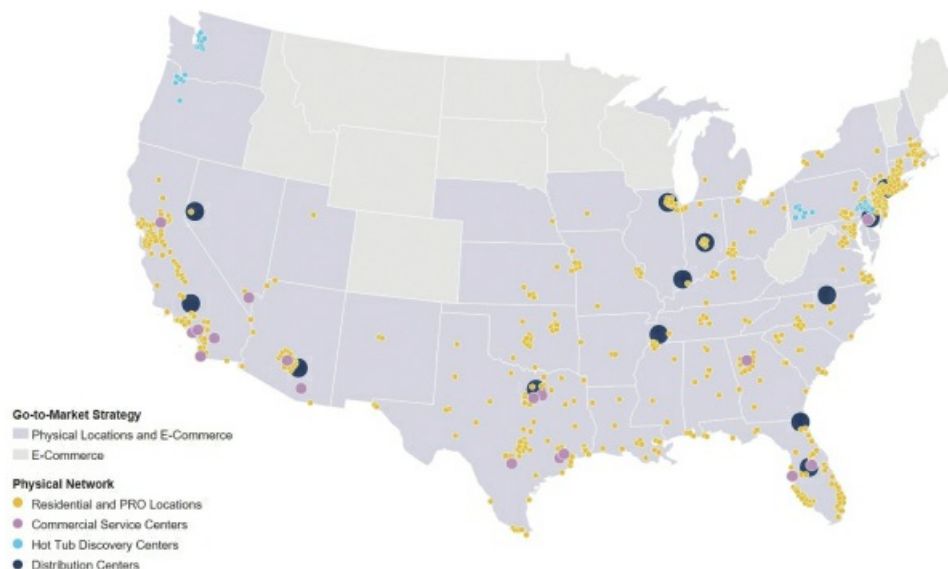 Go-to-Market Strategy
Physical Locations and E-Commerce
E-Commerce
Physical Network
Residential and PRO Locations
Commercial Service Centers
Hot Tub Discovery Centers
Distribution Centers